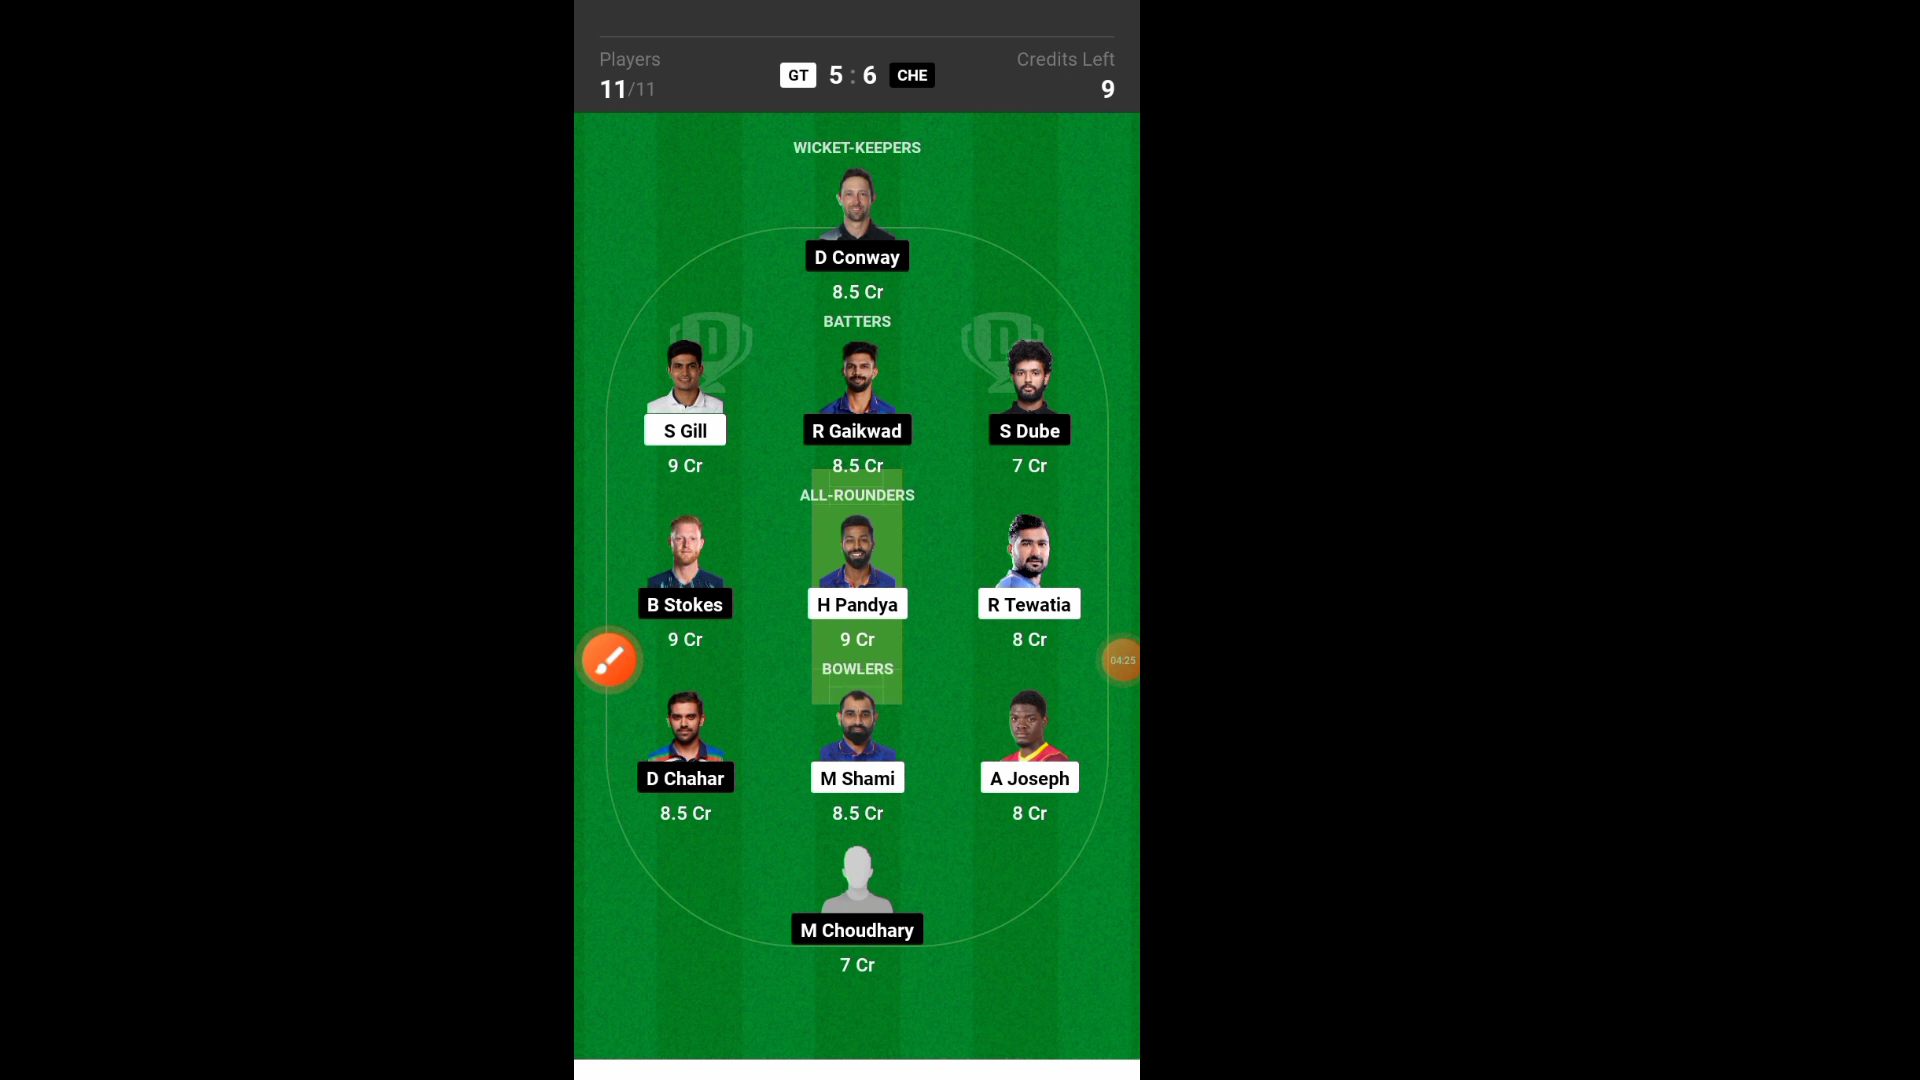 Players
Credits Left
11/11
GT 5 : 6 CHE
9
WICKET-KEEPERS
D Conway
8.5 Cr
BATTERS
D D
S Gill R Gaikwad S Dube
9 Cr 8.5 Cr 7 Cr
ALL-ROUNDERS
B Stokes H Pandya R Tewatia
9 Cr 9 Cr 8 Cr
04:25
BOWLERS
D Chahar M Shami A Joseph
8.5 Cr 8.5 Cr 8 Cr
M Choudhary
7 Cr